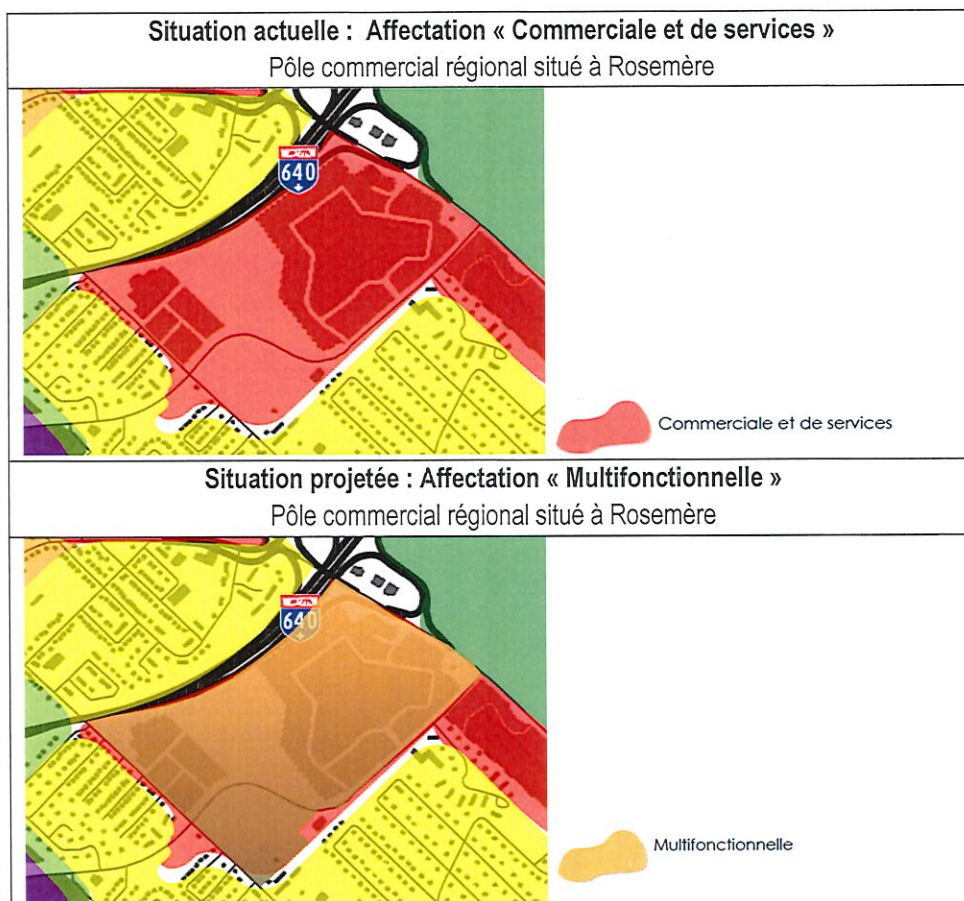 Situation actuelle : Affectation « Commerciale et de services »
Pôle commercial régional situé à Rosemère
640
Commerciale et de services
Situation projetée : Affectation « Multifonctionnelle »
Pôle commercial régional situé à Rosemère
640
Multifonctionnelle